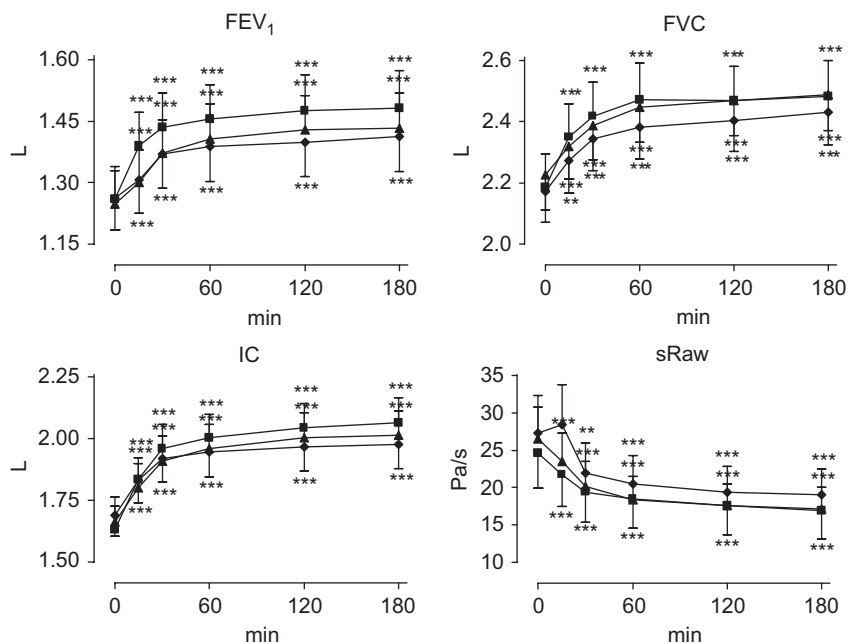 FEV1
1.60
1.45
1.30
1.15
L
*** *** *** *** ***
*** *** *** *** ***
*** *** *** *** ***
0 60 120 180
min
FVC
2.6
2.4
2.2
2.0
L
*** *** *** ***
*** *** *** *** ***
** *** *** *** ***
0 60 120 180
min
IC
2.25
2.00
1.75
1.50
L
*** *** *** *** ***
*** *** *** *** ***
*** *** *** *** ***
0 60 120 180
min
sRaw
35
30
25
20
15
10
Pa/s
*** ** *** *** ***
*** *** *** ***
*** *** *** *** ***
0 60 120 180
min